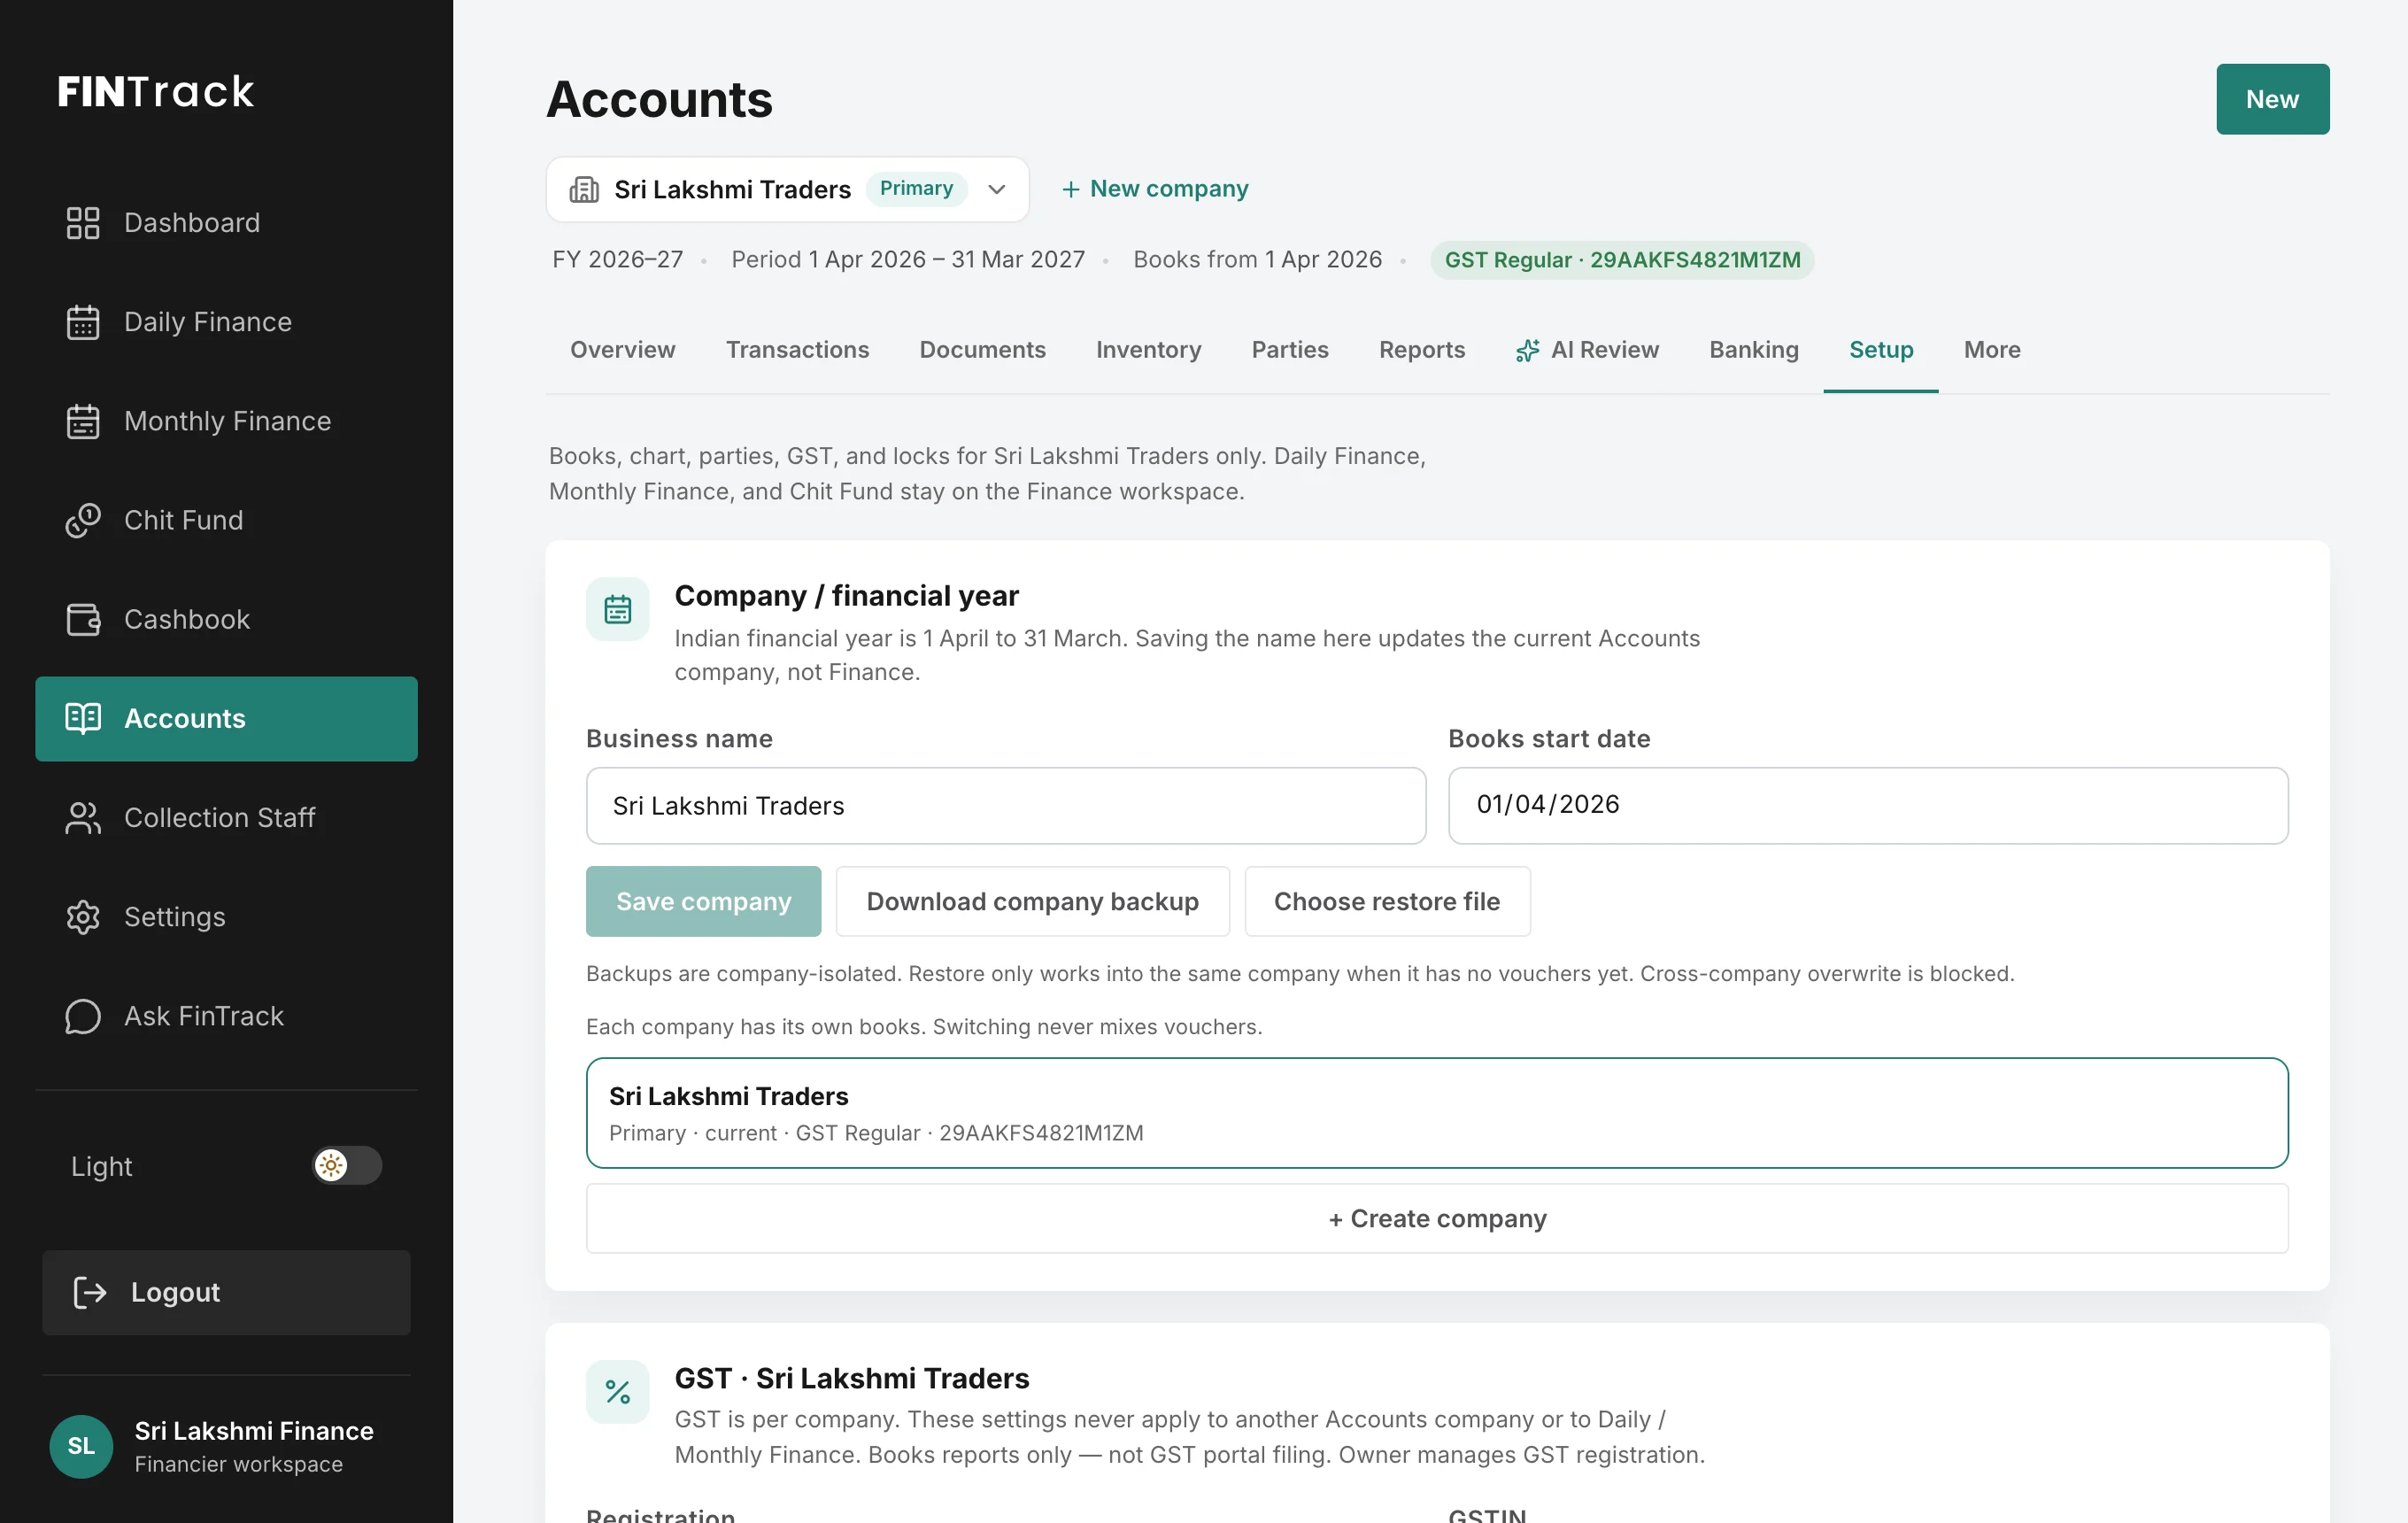 FINTrack
Dashboard
Daily Finance
Monthly Finance
Chit Fund
Cashbook
Accounts
Collection Staff
Settings
Ask FinTrack
Light
Logout
SL
Sri Lakshmi Finance
Financier workspace
Accounts
New
Sri Lakshmi Traders Primary
+ New company
FY 2026–27 • Period 1 Apr 2026 – 31 Mar 2027 • Books from 1 Apr 2026 • GST Regular · 29AAKFS4821M1ZM
Overview Transactions Documents Inventory Parties Reports AI Review Banking Setup More
Books, chart, parties, GST, and locks for Sri Lakshmi Traders only. Daily Finance,
Monthly Finance, and Chit Fund stay on the Finance workspace.
Company / financial year
Indian financial year is 1 April to 31 March. Saving the name here updates the current Accounts
company, not Finance.
Business name
Sri Lakshmi Traders
Books start date
01/04/2026
Save company
Download company backup
Choose restore file
Backups are company-isolated. Restore only works into the same company when it has no vouchers yet. Cross-company overwrite is blocked.
Each company has its own books. Switching never mixes vouchers.
Sri Lakshmi Traders
Primary · current · GST Regular · 29AAKFS4821M1ZM
+ Create company
GST · Sri Lakshmi Traders
GST is per company. These settings never apply to another Accounts company or to Daily /
Monthly Finance. Books reports only — not GST portal filing. Owner manages GST registration.
Registration
GSTIN